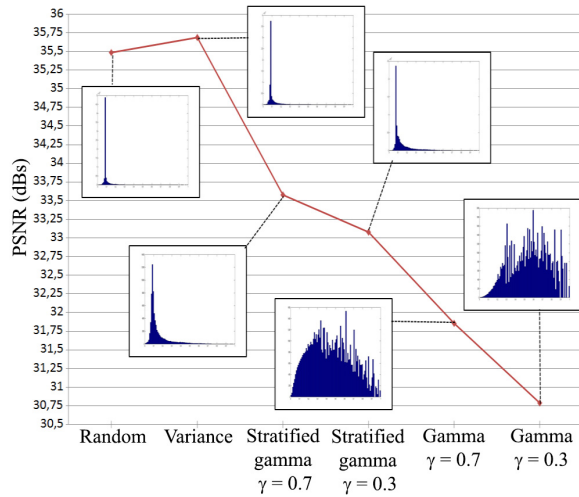 36
35,75
35,5
35,25
35
34,75
34,5
34,25
34
33,75
33,5
33,25
33
32,75
32,5
32,25
32
31,75
31,5
31,25
31
30,75
30,5
PSNR (dBs)
Random
Variance
Stratified
gamma
γ = 0.7
Stratified
gamma
γ = 0.3
Gamma
γ = 0.7
Gamma
γ = 0.3